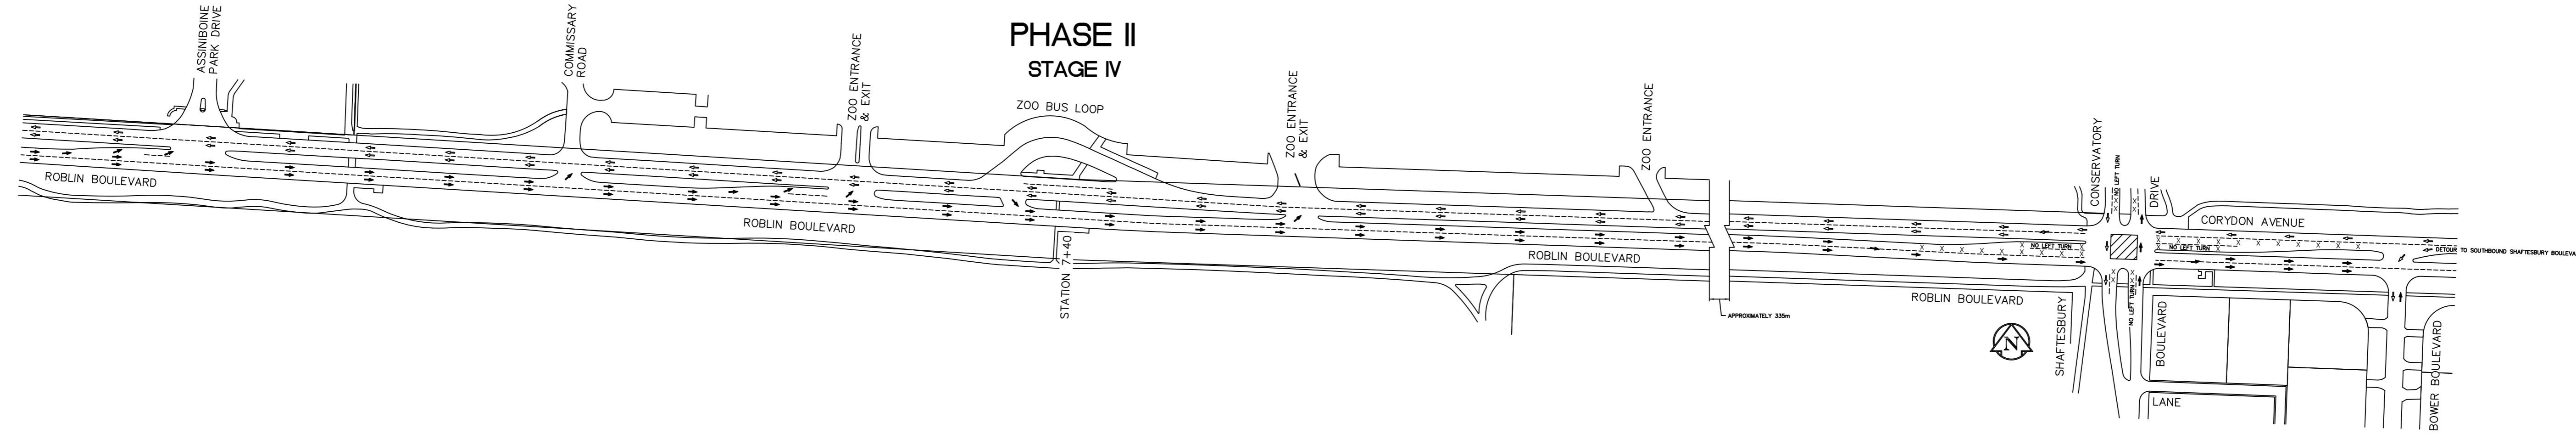 PHASE II
STAGE IV
ASSINIBOINE
PARK DRIVE
COMMISSARY
ROAD
ZOO ENTRANCE
& EXIT
ZOO BUS LOOP
ZOO ENTRANCE
& EXIT
ZOO ENTRANCE
CONSERVATORY
DRIVE
NO LEFT TURN
CORYDON AVENUE
ROBLIN BOULEVARD
ROBLIN BOULEVARD
ROBLIN BOULEVARD
NO LEFT TURN
NO LEFT TURN
DETOUR TO SOUTHBOUND SHAFTESBURY BOULEVA
STATION 7+40
ROBLIN BOULEVARD
NO LEFT TURN
APPROXIMATELY 335m
N
SHAFTESBURY
BOULEVARD
LANE
BOWER BOULEVARD